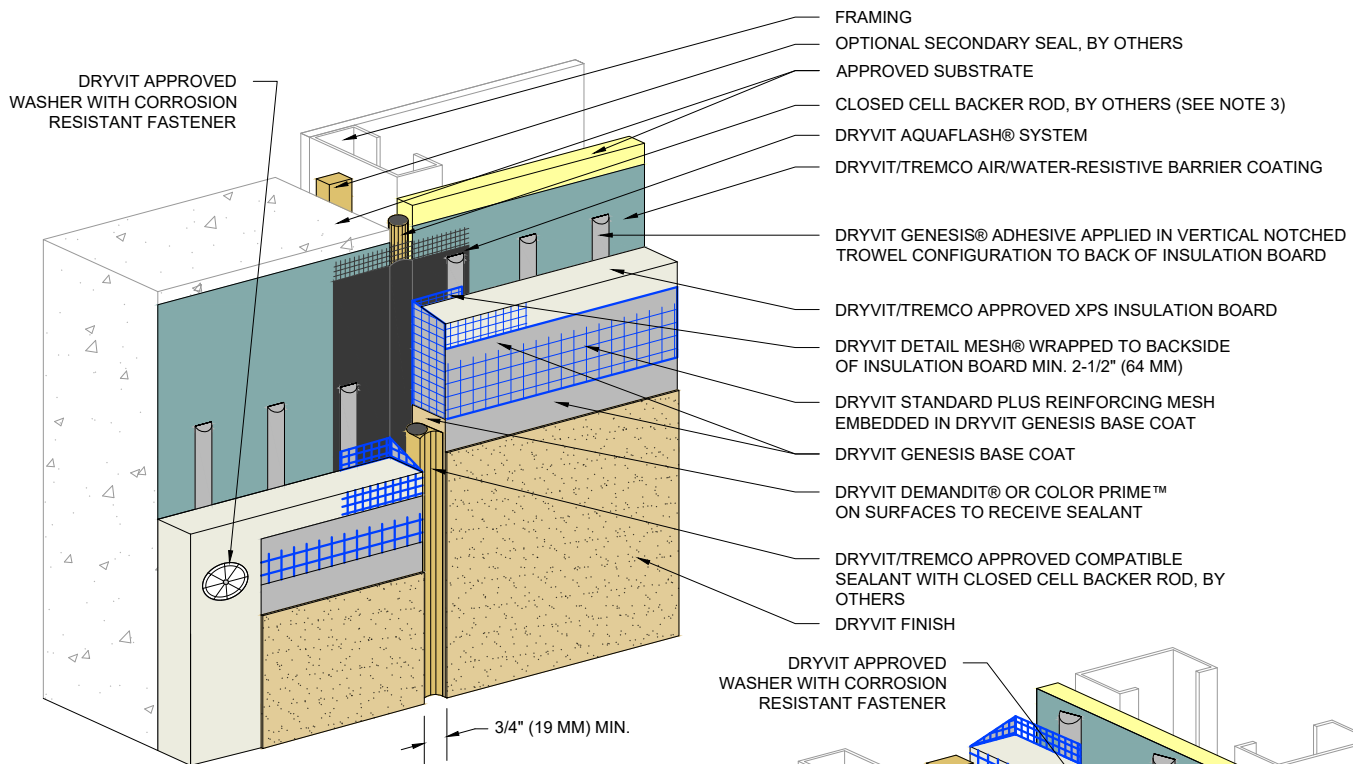 FRAMING
OPTIONAL SECONDARY SEAL, BY OTHERS
APPROVED SUBSTRATE
CLOSED CELL BACKER ROD, BY OTHERS (SEE NOTE 3)
DRYVIT AQUAFLASH® SYSTEM
DRYVIT/TREMCO AIR/WATER-RESISTIVE BARRIER COATING
DRYVIT GENESIS® ADHESIVE APPLIED IN VERTICAL NOTCHED
TROWEL CONFIGURATION TO BACK OF INSULATION BOARD
DRYVIT/TREMCO APPROVED XPS INSULATION BOARD
DRYVIT DETAIL MESH® WRAPPED TO BACKSIDE
OF INSULATION BOARD MIN. 2-1/2" (64 MM)
DRYVIT STANDARD PLUS REINFORCING MESH
EMBEDDED IN DRYVIT GENESIS BASE COAT
DRYVIT GENESIS BASE COAT
DRYVIT DEMANDIT® OR COLOR PRIME™
ON SURFACES TO RECEIVE SEALANT
DRYVIT/TREMCO APPROVED COMPATIBLE
SEALANT WITH CLOSED CELL BACKER ROD, BY
OTHERS
DRYVIT FINISH
DRYVIT APPROVED
WASHER WITH CORROSION
RESISTANT FASTENER
3/4" (19 MM) MIN.
DRYVIT APPROVED
WASHER WITH CORROSION
RESISTANT FASTENER